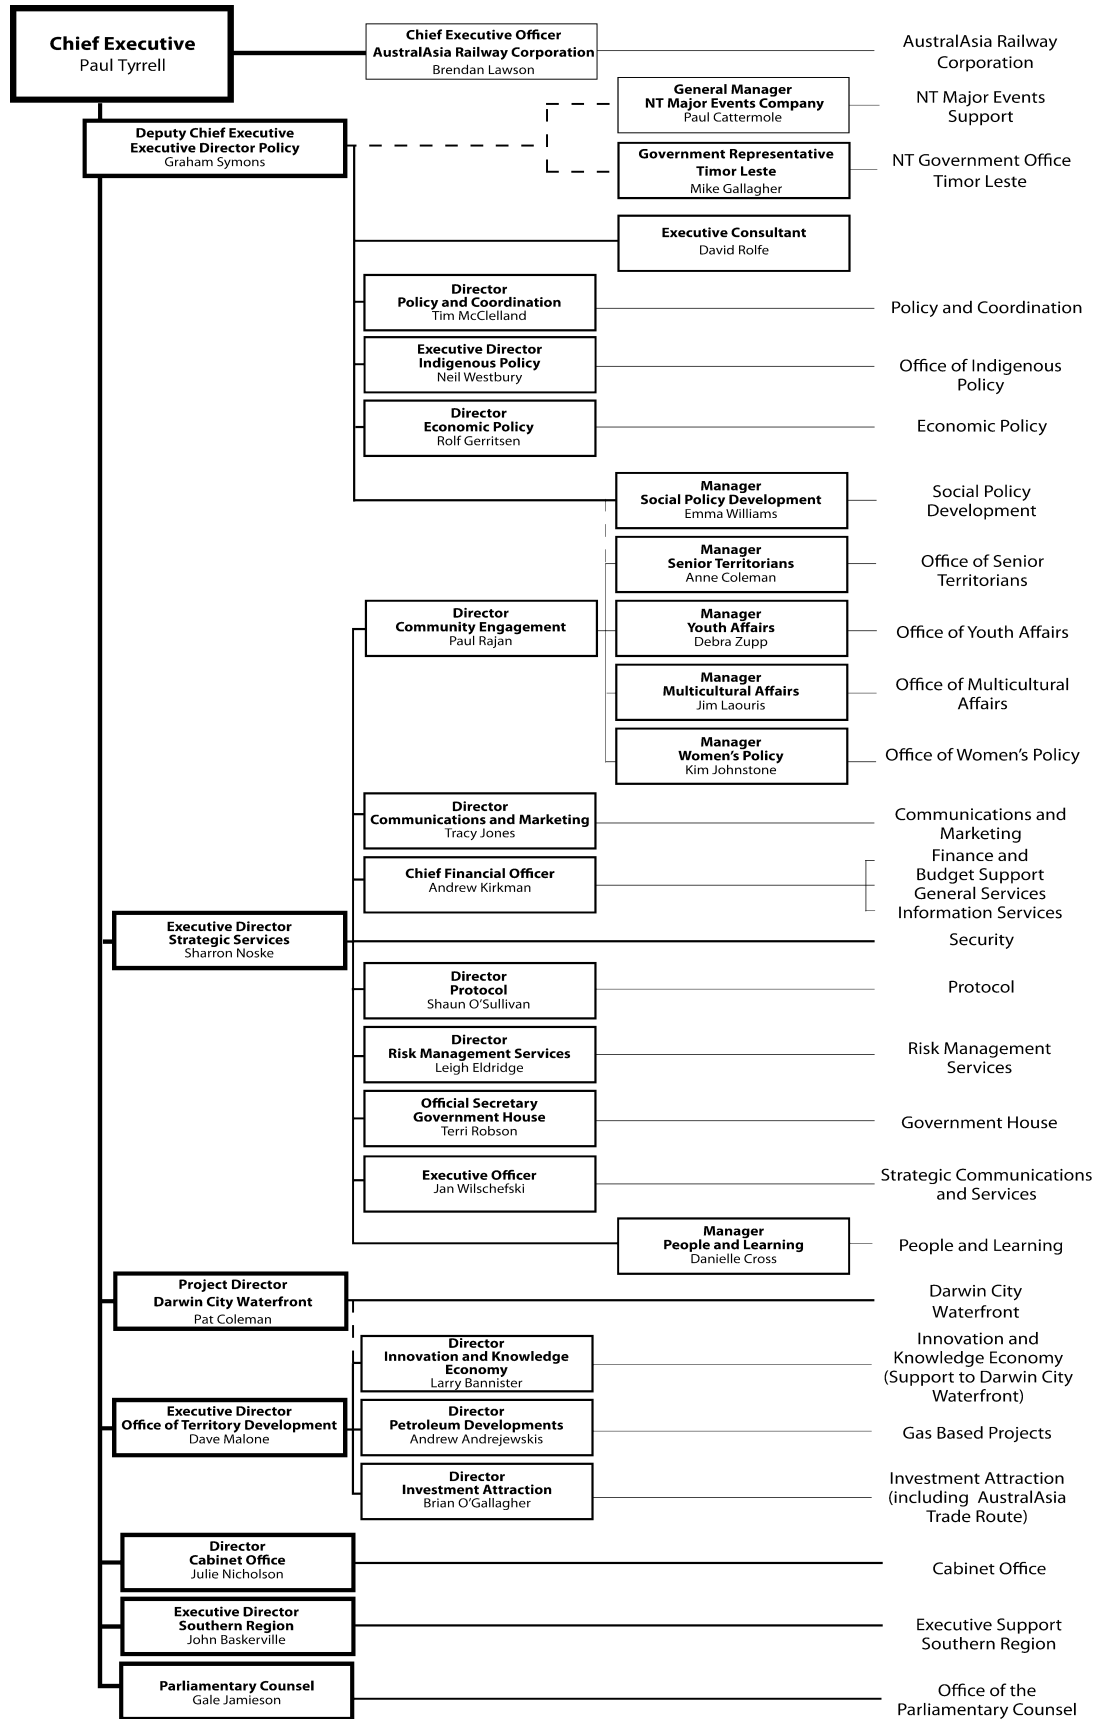 Chief Executive
Paul Tyrrell
Chief Executive Officer
AustralAsia Railway Corporation
Brendan Lawson
AustralAsia Railway
Corporation
General Manager
NT Major Events Company
Paul Cattermole
NT Major Events
Support
Deputy Chief Executive
Executive Director Policy
Graham Symons
Government Representative
Timor Leste
Mike Gallagher
NT Government Office
Timor Leste
Executive Consultant
David Rolfe
Director
Policy and Coordination
Tim McClelland
Policy and Coordination
Executive Director
Indigenous Policy
Neil Westbury
Office of Indigenous
Policy
Director
Economic Policy
Rolf Gerritsen
Economic Policy
Manager
Social Policy Development
Emma Williams
Social Policy
Development
Manager
Senior Territorians
Anne Coleman
Office of Senior
Territorians
Director
Community Engagement
Paul Rajan
Manager
Youth Affairs
Debra Zupp
Office of Youth Affairs
Manager
Multicultural Affairs
Jim Laouris
Office of Multicultural
Affairs
Manager
Women's Policy
Kim Johnstone
Office of Women's Policy
Director
Communications and Marketing
Tracy Jones
Communications and
Marketing
Chief Financial Officer
Andrew Kirkman
Finance and
Budget Support
General Services
Information Services
Executive Director
Strategic Services
Sharron Noske
Security
Director
Protocol
Shaun O'Sullivan
Protocol
Director
Risk Management Services
Leigh Eldridge
Risk Management
Services
Official Secretary
Government House
Terri Robson
Government House
Executive Officer
Jan Wilschefski
Strategic Communications
and Services
Manager
People and Learning
Danielle Cross
People and Learning
Project Director
Darwin City Waterfront
Pat Coleman
Darwin City
Waterfront
Director
Innovation and Knowledge
Economy
Larry Bannister
Innovation and
Knowledge Economy
(Support to Darwin City
Waterfront)
Executive Director
Office of Territory Development
Dave Malone
Director
Petroleum Developments
Andrew Andrejewskis
Gas Based Projects
Director
Investment Attraction
Brian O'Gallagher
Investment Attraction
(including AustralAsia
Trade Route)
Director
Cabinet Office
Julie Nicholson
Cabinet Office
Executive Director
Southern Region
John Baskerville
Executive Support
Southern Region
Parliamentary Counsel
Gale Jamieson
Office of the
Parliamentary Counsel